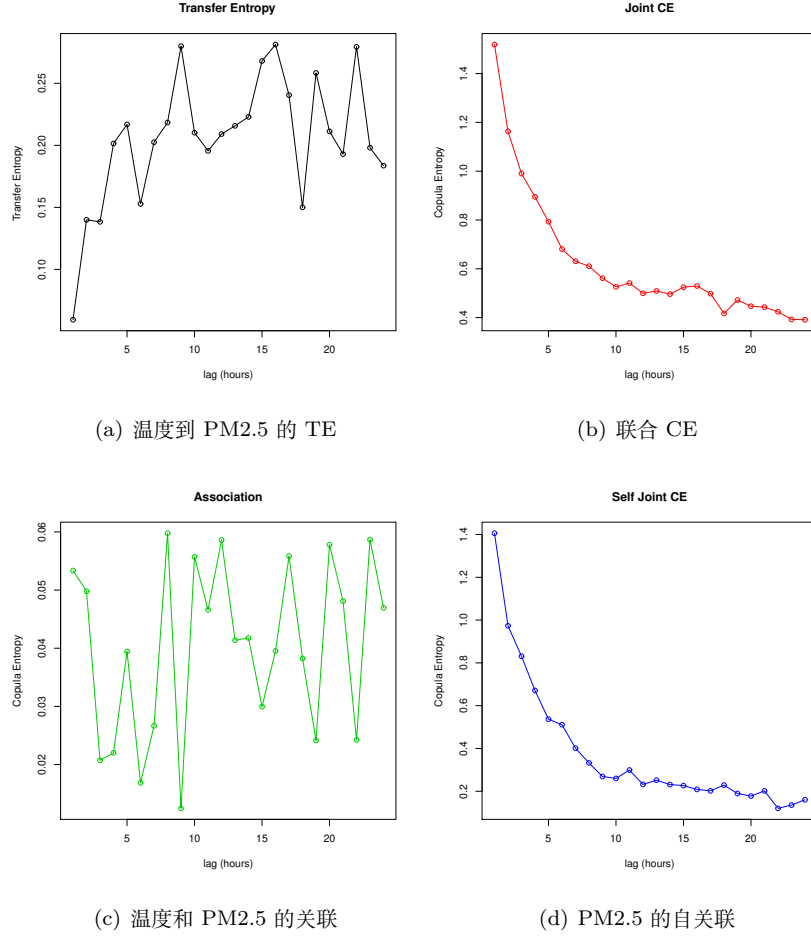 Transfer Entropy
Transfer Entropy
0.10 0.15 0.20 0.25
5 10 15 20
lag (hours)
(a) 温度到 PM2.5 的 TE
Joint CE
Copula Entropy
0.4 0.6 0.8 1.0 1.2 1.4
5 10 15 20
lag (hours)
(b) 联合 CE
Association
Copula Entropy
0.02 0.03 0.04 0.05 0.06
5 10 15 20
lag (hours)
(c) 温度和 PM2.5 的关联
Self Joint CE
Copula Entropy
0.2 0.4 0.6 0.8 1.0 1.2 1.4
5 10 15 20
lag (hours)
(d) PM2.5 的自关联